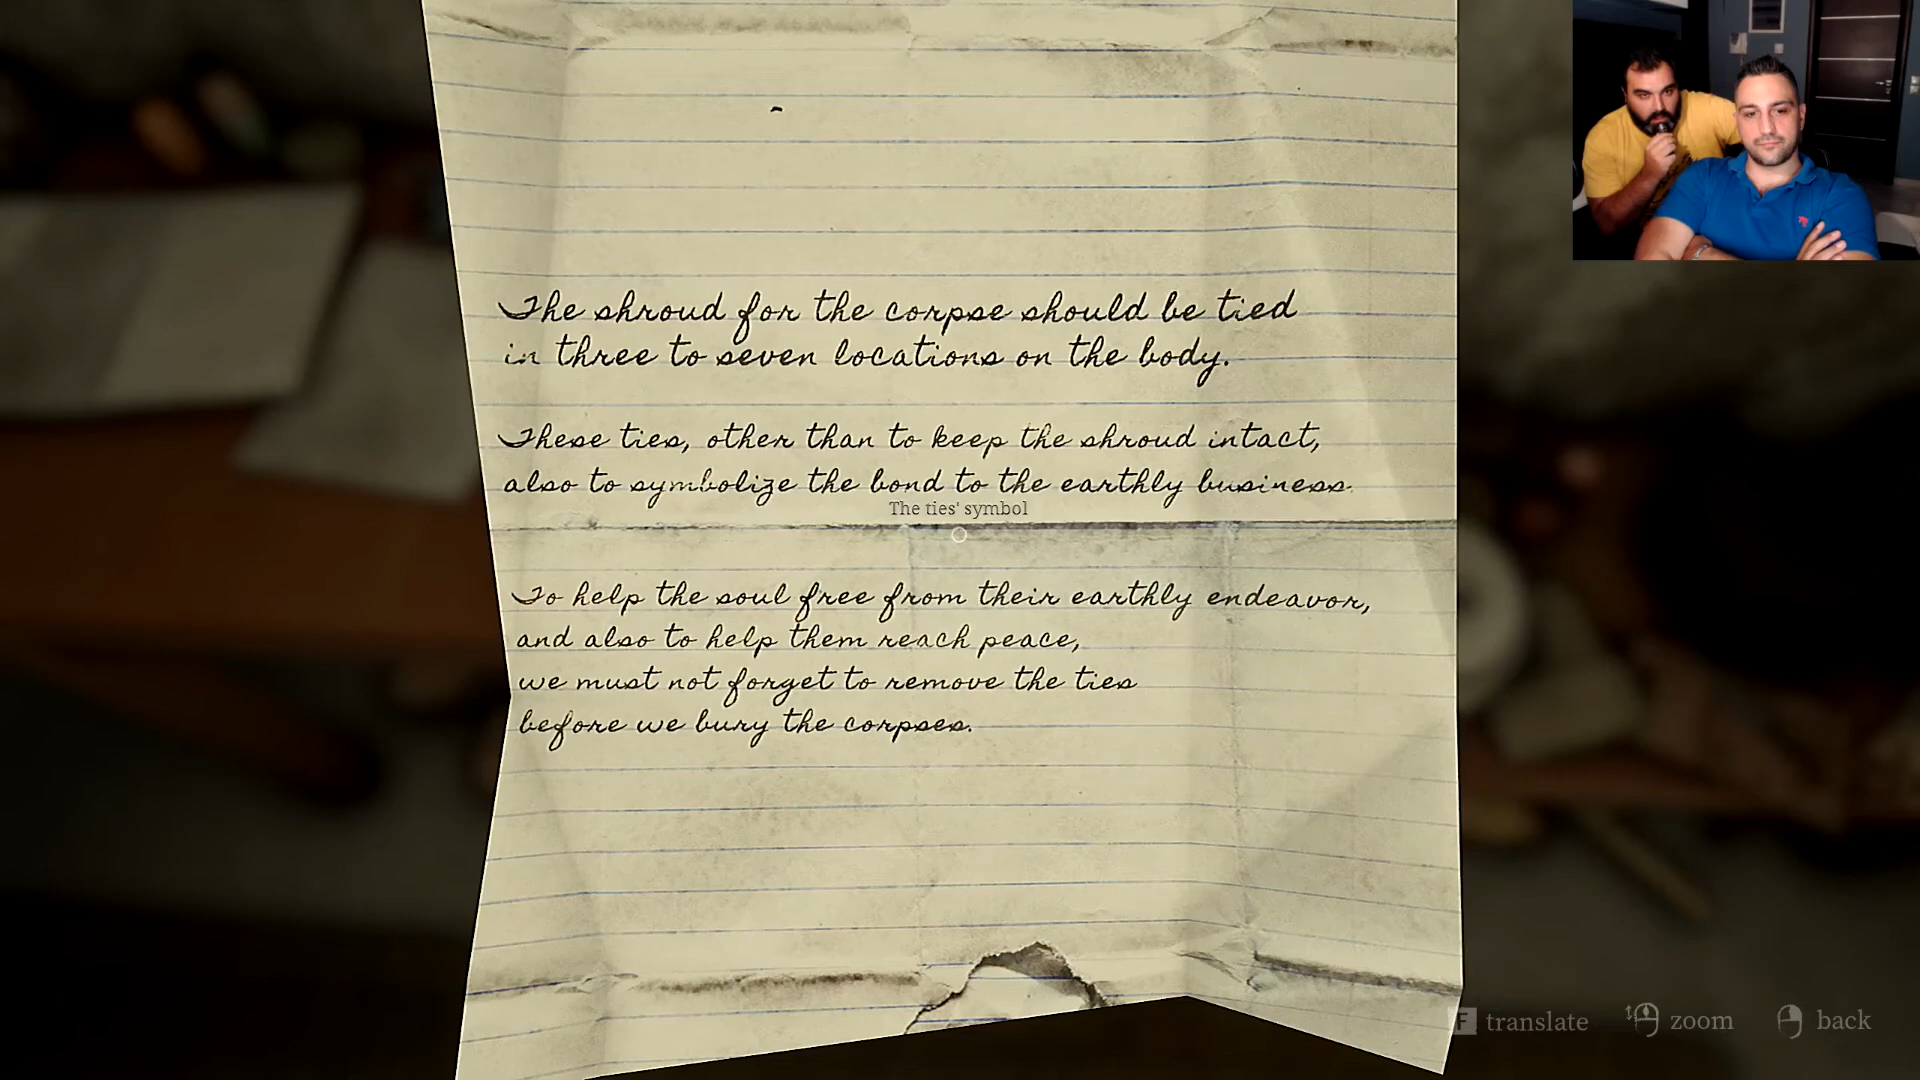 The shroud for the corpse should be tied
in three to seven locations on the body.
These ties, other than to keep the shroud intact,
also to symbolize the bond to the earthly business.
The ties' symbol
To help the soul free from their earthly endeavor,
and also to help them reach peace,
we must not forget to remove the ties
before we bury the corpses.
F translate zoom back